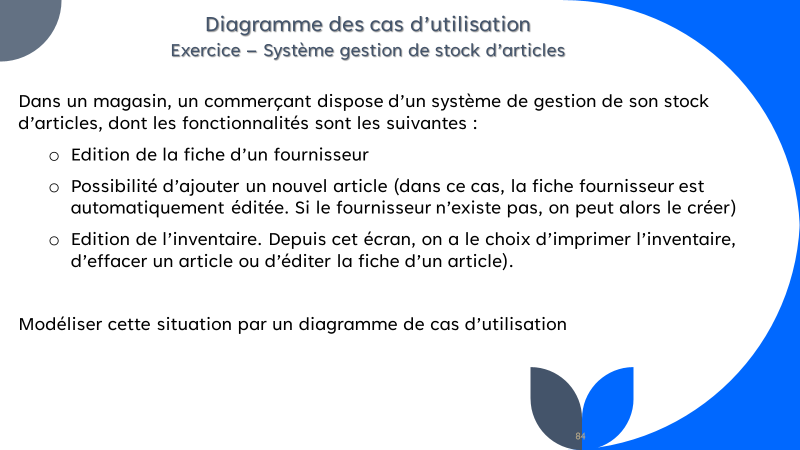 Diagramme des cas d’utilisation
Exercice – Système gestion de stock d’articles
Dans un magasin, un commerçant dispose d’un système de gestion de son stock
d’articles, dont les fonctionnalités sont les suivantes :
○ Edition de la fiche d’un fournisseur
○ Possibilité d’ajouter un nouvel article (dans ce cas, la fiche fournisseur est
automatiquement éditée. Si le fournisseur n’existe pas, on peut alors le créer)
○ Edition de l’inventaire. Depuis cet écran, on a le choix d’imprimer l’inventaire,
d’effacer un article ou d’éditer la fiche d’un article).
Modéliser cette situation par un diagramme de cas d’utilisation
84